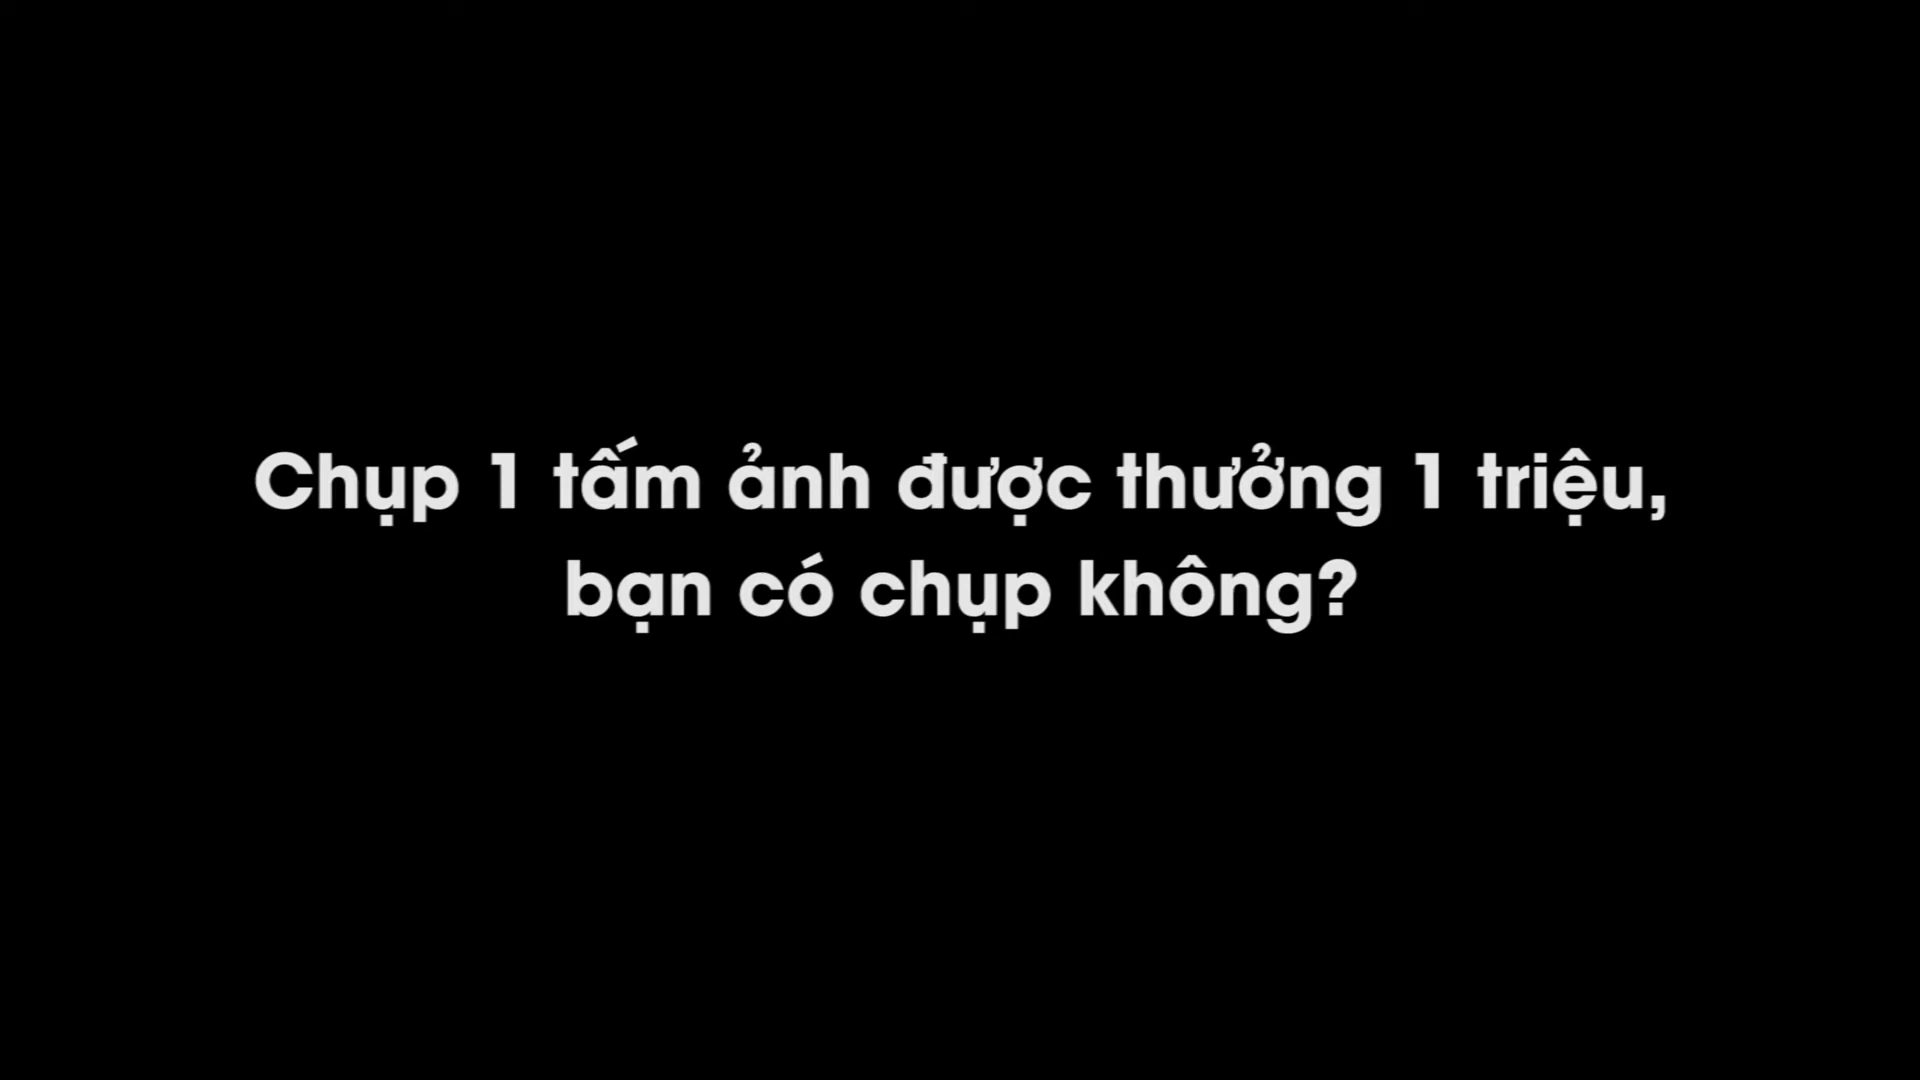 Chụp 1 tấm ảnh được thưởng 1 triệu,
bạn có chụp không?